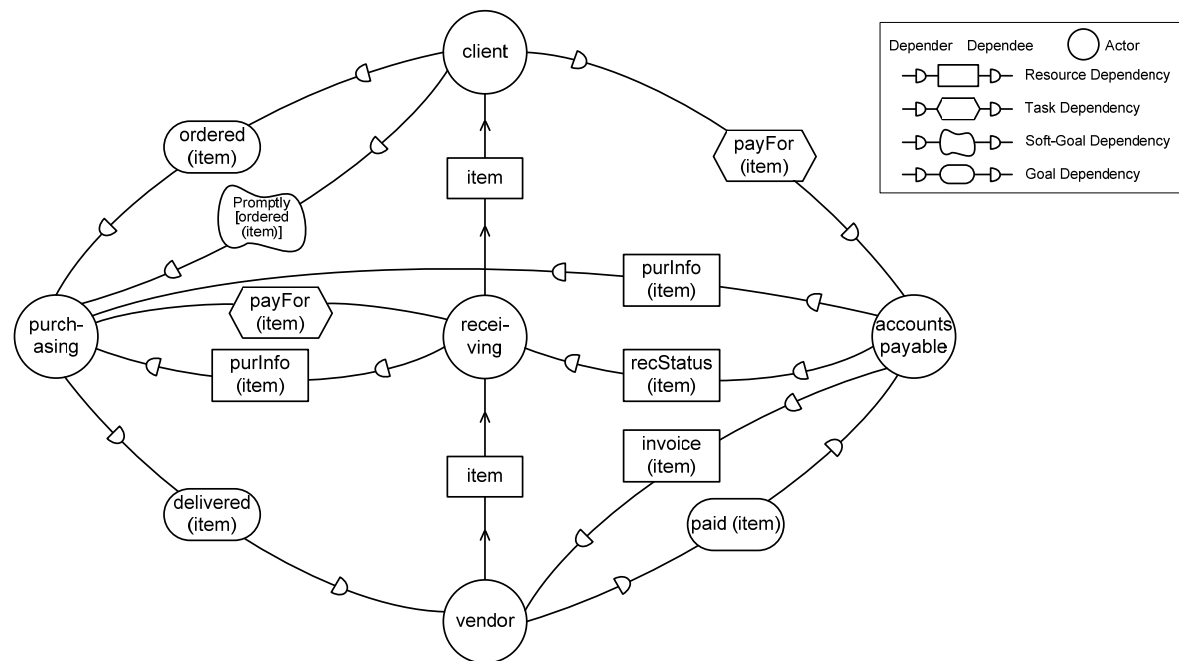 client
Depender
Dependee
Actor
Resource Dependency
Task Dependency
Soft-Goal Dependency
Goal Dependency
ordered
(item)
payFor
(item)
item
Promptly
[ordered
(item)]
purInfo
(item)
payFor
(item)
purch-
asing
recei-
ving
accounts
payable
purInfo
(item)
recStatus
(item)
invoice
(item)
item
delivered
(item)
paid (item)
vendor